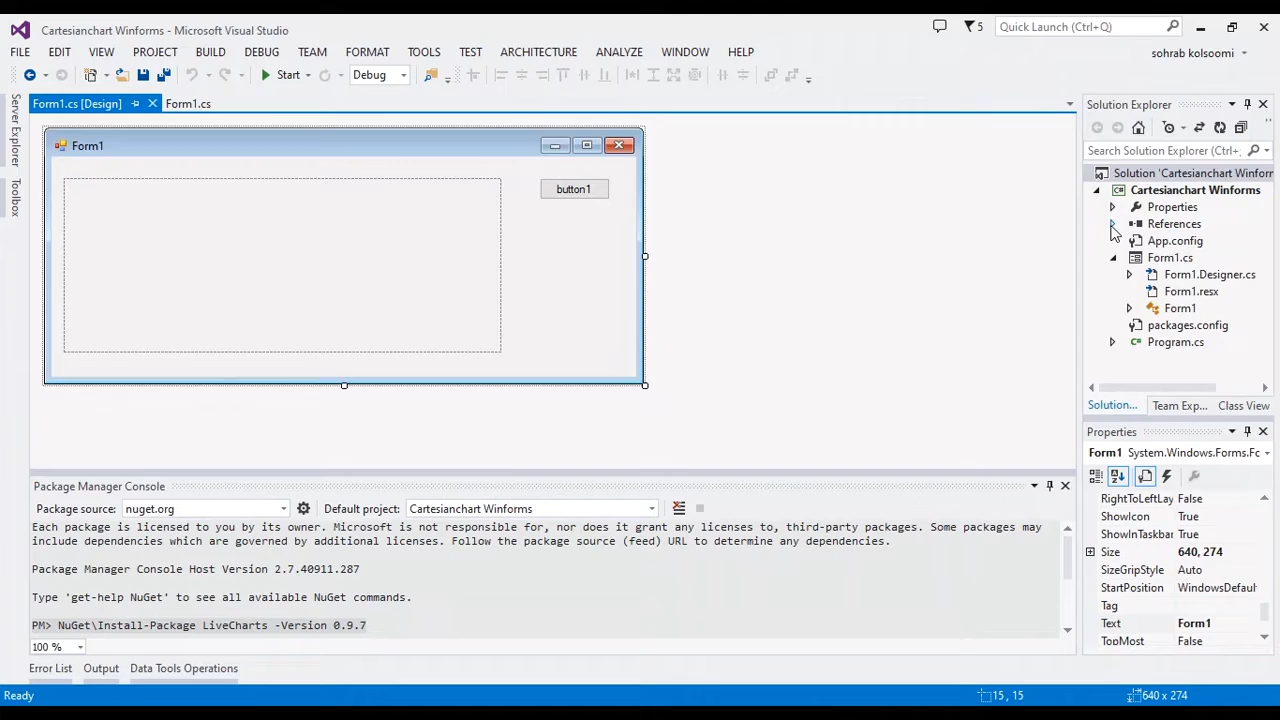 Cartesianchart Winforms - Microsoft Visual Studio
5
Quick Launch (Ctrl+Q)
FILE EDIT VIEW PROJECT BUILD DEBUG TEAM FORMAT TOOLS TEST ARCHITECTURE ANALYZE WINDOW HELP
sohrab kolsoomi
Start
Debug
Server Explorer
Toolbox
Form1.cs [Design]
Form1.cs
Form1
button1
Solution Explorer
Search Solution Explorer (Ctrl+;
Solution 'Cartesianchart Winforn
Cartesianchart Winforms
Properties
References
App.config
Form1.cs
Form1.Designer.cs
Form1.resx
Form1
packages.config
Program.cs
Solution... Team Exp... Class View
Properties
Form1 System.Windows.Forms.Fc
RightToLeftLay False
ShowIcon True
ShowInTaskbar True
Size 640, 274
SizeGripStyle Auto
StartPosition WindowsDefaul
Tag
Text Form1
TopMost False
Package Manager Console
Package source: nuget.org
Default project: Cartesianchart Winforms
Each package is licensed to you by its owner. Microsoft is not responsible for, nor does it grant any licenses to, third-party packages. Some packages may
include dependencies which are governed by additional licenses. Follow the package source (feed) URL to determine any dependencies.
Package Manager Console Host Version 2.7.40911.287
Type 'get-help NuGet' to see all available NuGet commands.
PM> NuGet\Install-Package LiveCharts -Version 0.9.7
100 %
Error List Output Data Tools Operations
Ready
15 , 15
640 x 274